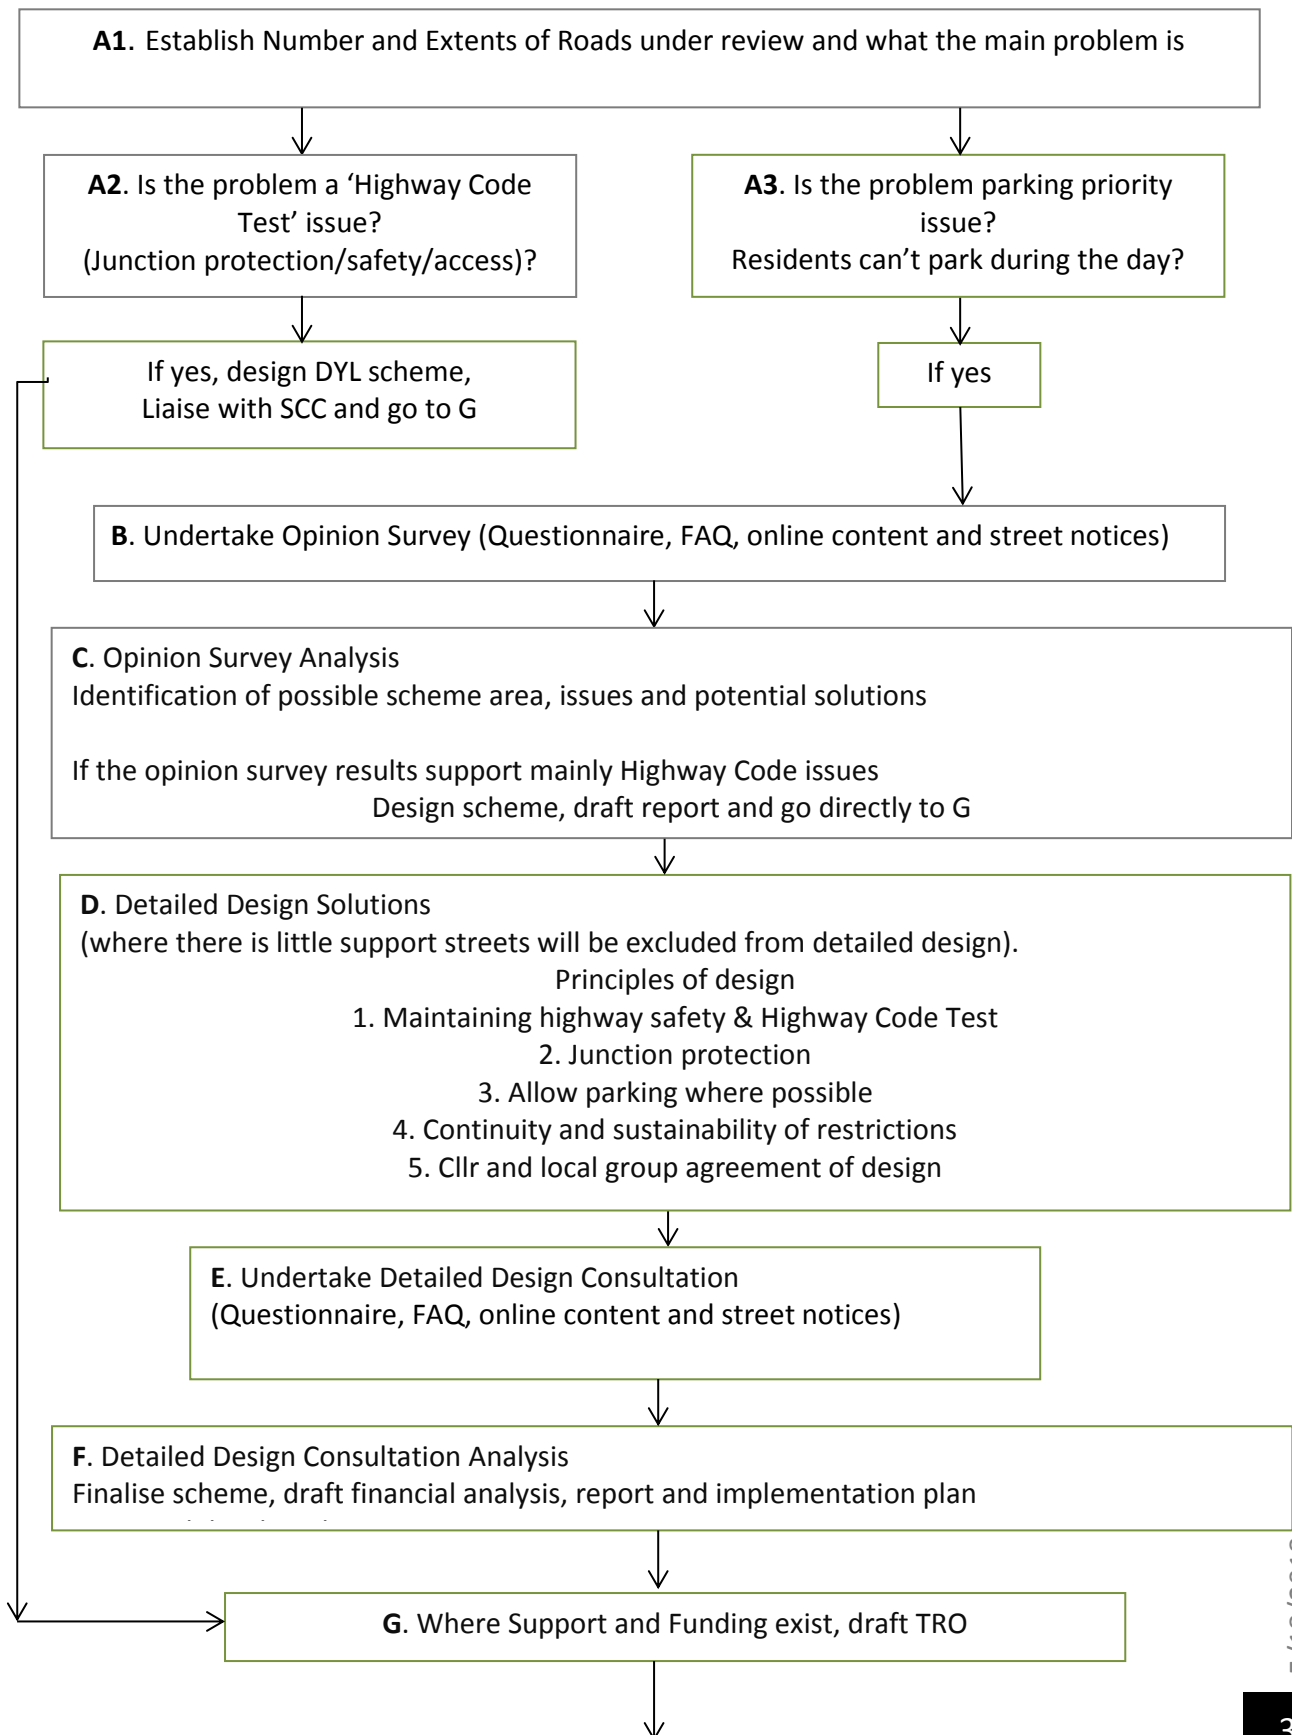 A1. Establish Number and Extents of Roads under review and what the main problem is
A2. Is the problem a ‘Highway Code
Test’ issue?
(Junction protection/safety/access)?
A3. Is the problem parking priority
issue?
Residents can’t park during the day?
If yes, design DYL scheme,
Liaise with SCC and go to G
If yes
B. Undertake Opinion Survey (Questionnaire, FAQ, online content and street notices)
C. Opinion Survey Analysis
Identification of possible scheme area, issues and potential solutions
If the opinion survey results support mainly Highway Code issues
Design scheme, draft report and go directly to G
D. Detailed Design Solutions
(where there is little support streets will be excluded from detailed design).
Principles of design
1. Maintaining highway safety & Highway Code Test
2. Junction protection
3. Allow parking where possible
4. Continuity and sustainability of restrictions
5. Cllr and local group agreement of design
E. Undertake Detailed Design Consultation
(Questionnaire, FAQ, online content and street notices)
F. Detailed Design Consultation Analysis
Finalise scheme, draft financial analysis, report and implementation plan
G. Where Support and Funding exist, draft TRO
3